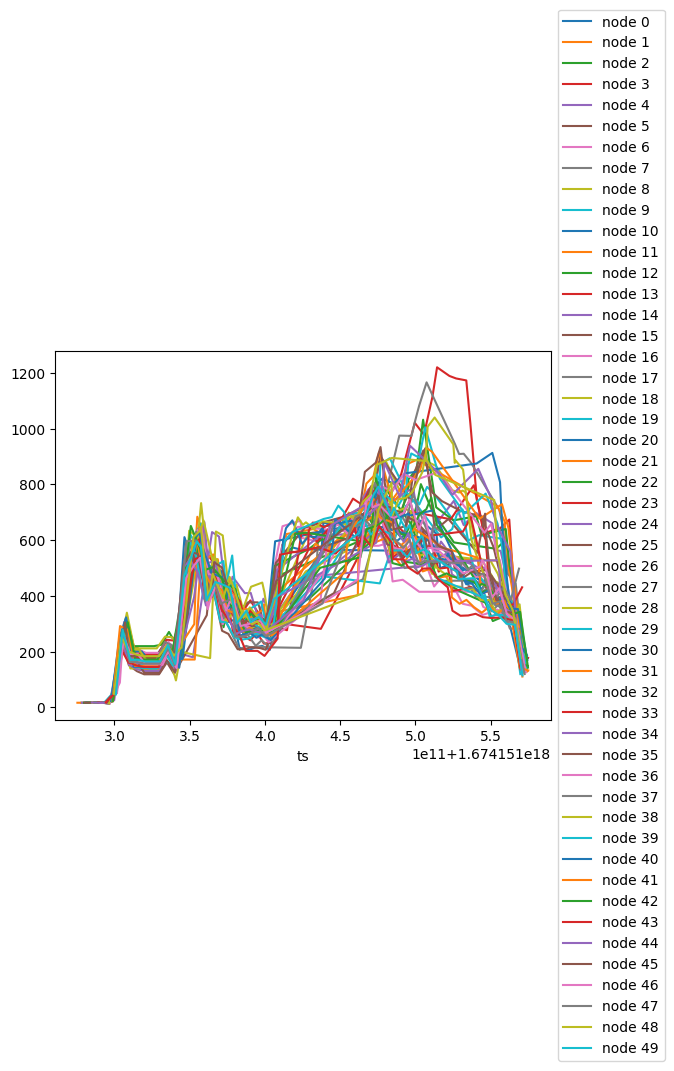 1200
1000
800
600
400
200
0
3.0 3.5 4.0 4.5 5.0 5.5
ts
1e11+1.674151e18
node 0
node 1
node 2
node 3
node 4
node 5
node 6
node 7
node 8
node 9
node 10
node 11
node 12
node 13
node 14
node 15
node 16
node 17
node 18
node 19
node 20
node 21
node 22
node 23
node 24
node 25
node 26
node 27
node 28
node 29
node 30
node 31
node 32
node 33
node 34
node 35
node 36
node 37
node 38
node 39
node 40
node 41
node 42
node 43
node 44
node 45
node 46
node 47
node 48
node 49